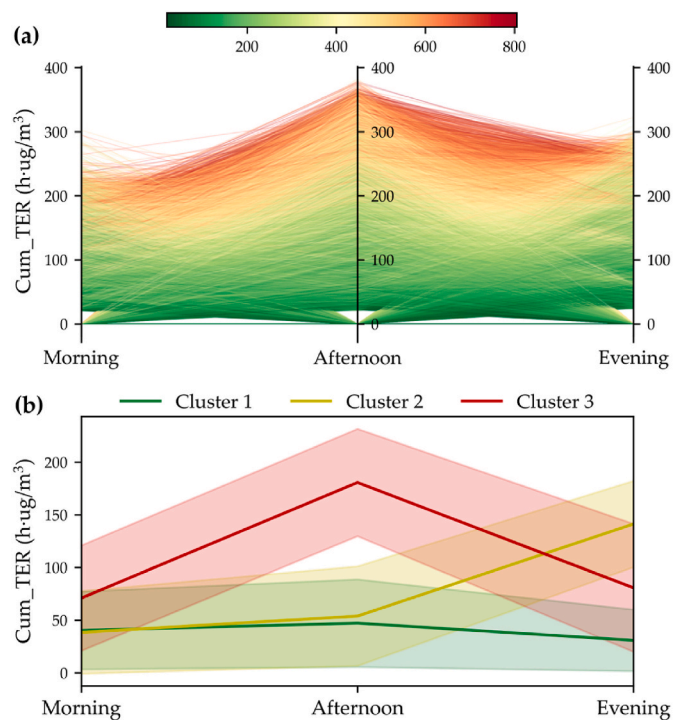 (a)
200 400 600 800
Cum_TER (h·ug/m³)
400 400 400
300 300 300
200 200 200
100 100 100
0 0 0
Morning Afternoon Evening
(b)
Cluster 1 Cluster 2 Cluster 3
Cum_TER (h·ug/m³)
200
150
100
50
0
Morning Afternoon Evening